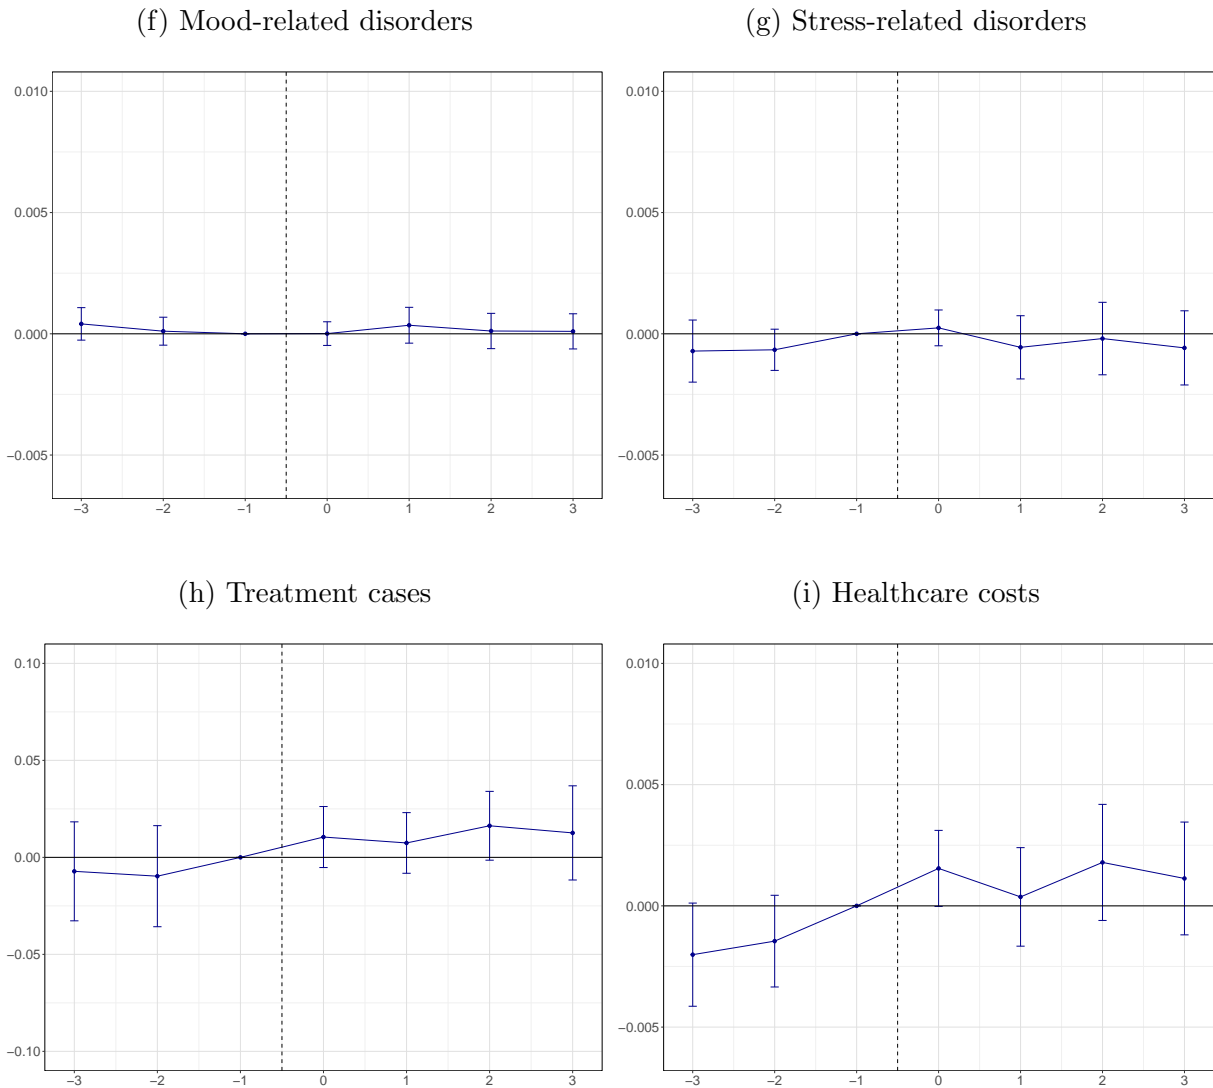 (f) Mood-related disorders
0.010
0.005
0.000
−0.005
−3 −2 −1 0 1 2 3
(g) Stress-related disorders
0.010
0.005
0.000
−0.005
−3 −2 −1 0 1 2 3
(h) Treatment cases
0.10
0.05
0.00
−0.05
−0.10
−3 −2 −1 0 1 2 3
(i) Healthcare costs
0.010
0.005
0.000
−0.005
−3 −2 −1 0 1 2 3